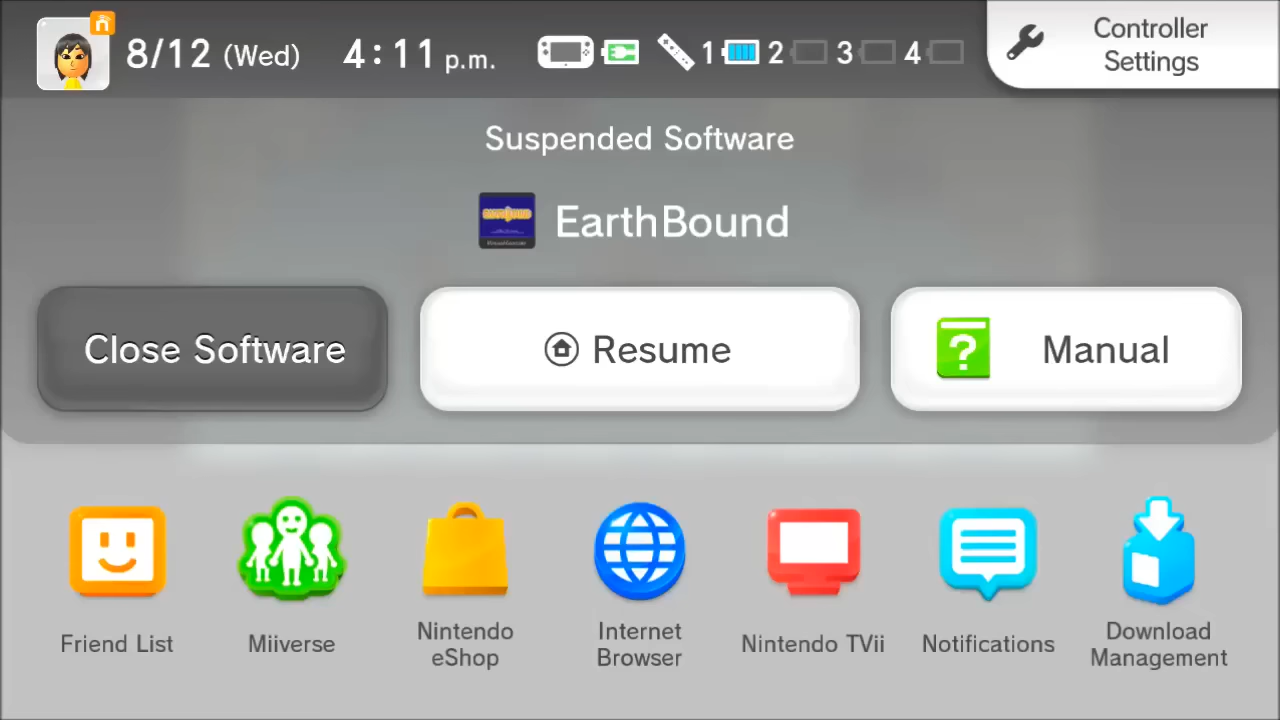 8/12 (Wed) 4:11 p.m. 1 2 3 4
Controller
Settings
Suspended Software
EarthBound
Close Software
Resume
? Manual
Friend List
Miiverse
Nintendo
eShop
Internet
Browser
Nintendo TVii
Notifications
Download
Management